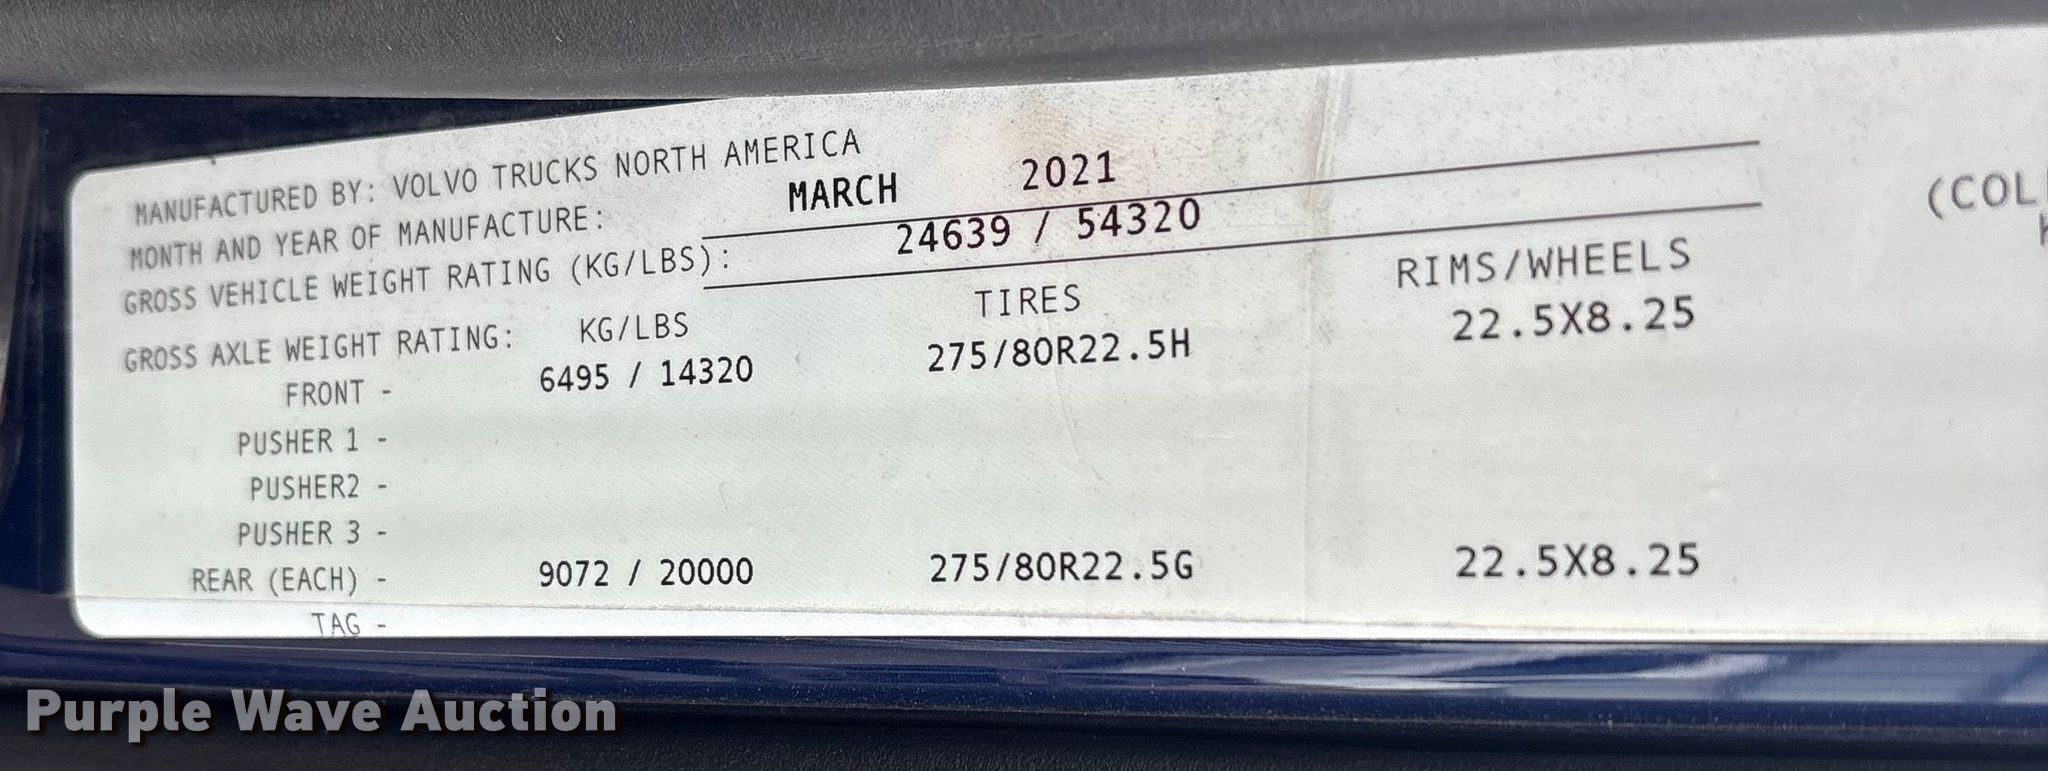 MANUFACTURED BY: VOLVO TRUCKS NORTH AMERICA
MONTH AND YEAR OF MANUFACTURE: MARCH 2021
GROSS VEHICLE WEIGHT RATING (KG/LBS): 24639 / 54320
GROSS AXLE WEIGHT RATING: KG/LBS TIRES RIMS/WHEELS (COL
FRONT - 6495 / 14320 275/80R22.5H 22.5X8.25
PUSHER 1 -
PUSHER2 -
PUSHER 3 -
REAR (EACH) - 9072 / 20000 275/80R22.5G 22.5X8.25
TAG -
Purple Wave Auction